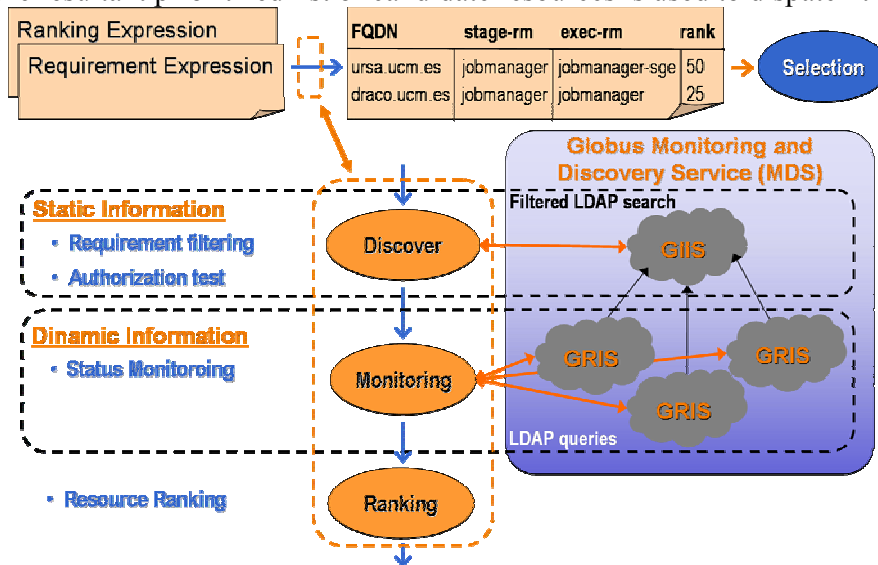 Ranking Expression
Requirement Expression
FQDN stage-rm exec-rm rank
ursa.ucm.es jobmanager jobmanager-sge 50
draco.ucm.es jobmanager jobmanager 25
Selection
Globus Monitoring and
Discovery Service (MDS)
Static Information
• Requirement filtering
• Authorization test
Discover
Filtered LDAP search
GIIS
Dinamic Information
• Status Monitoroing
Monitoring
GRIS
GRIS
GRIS
LDAP queries
• Resource Ranking
Ranking